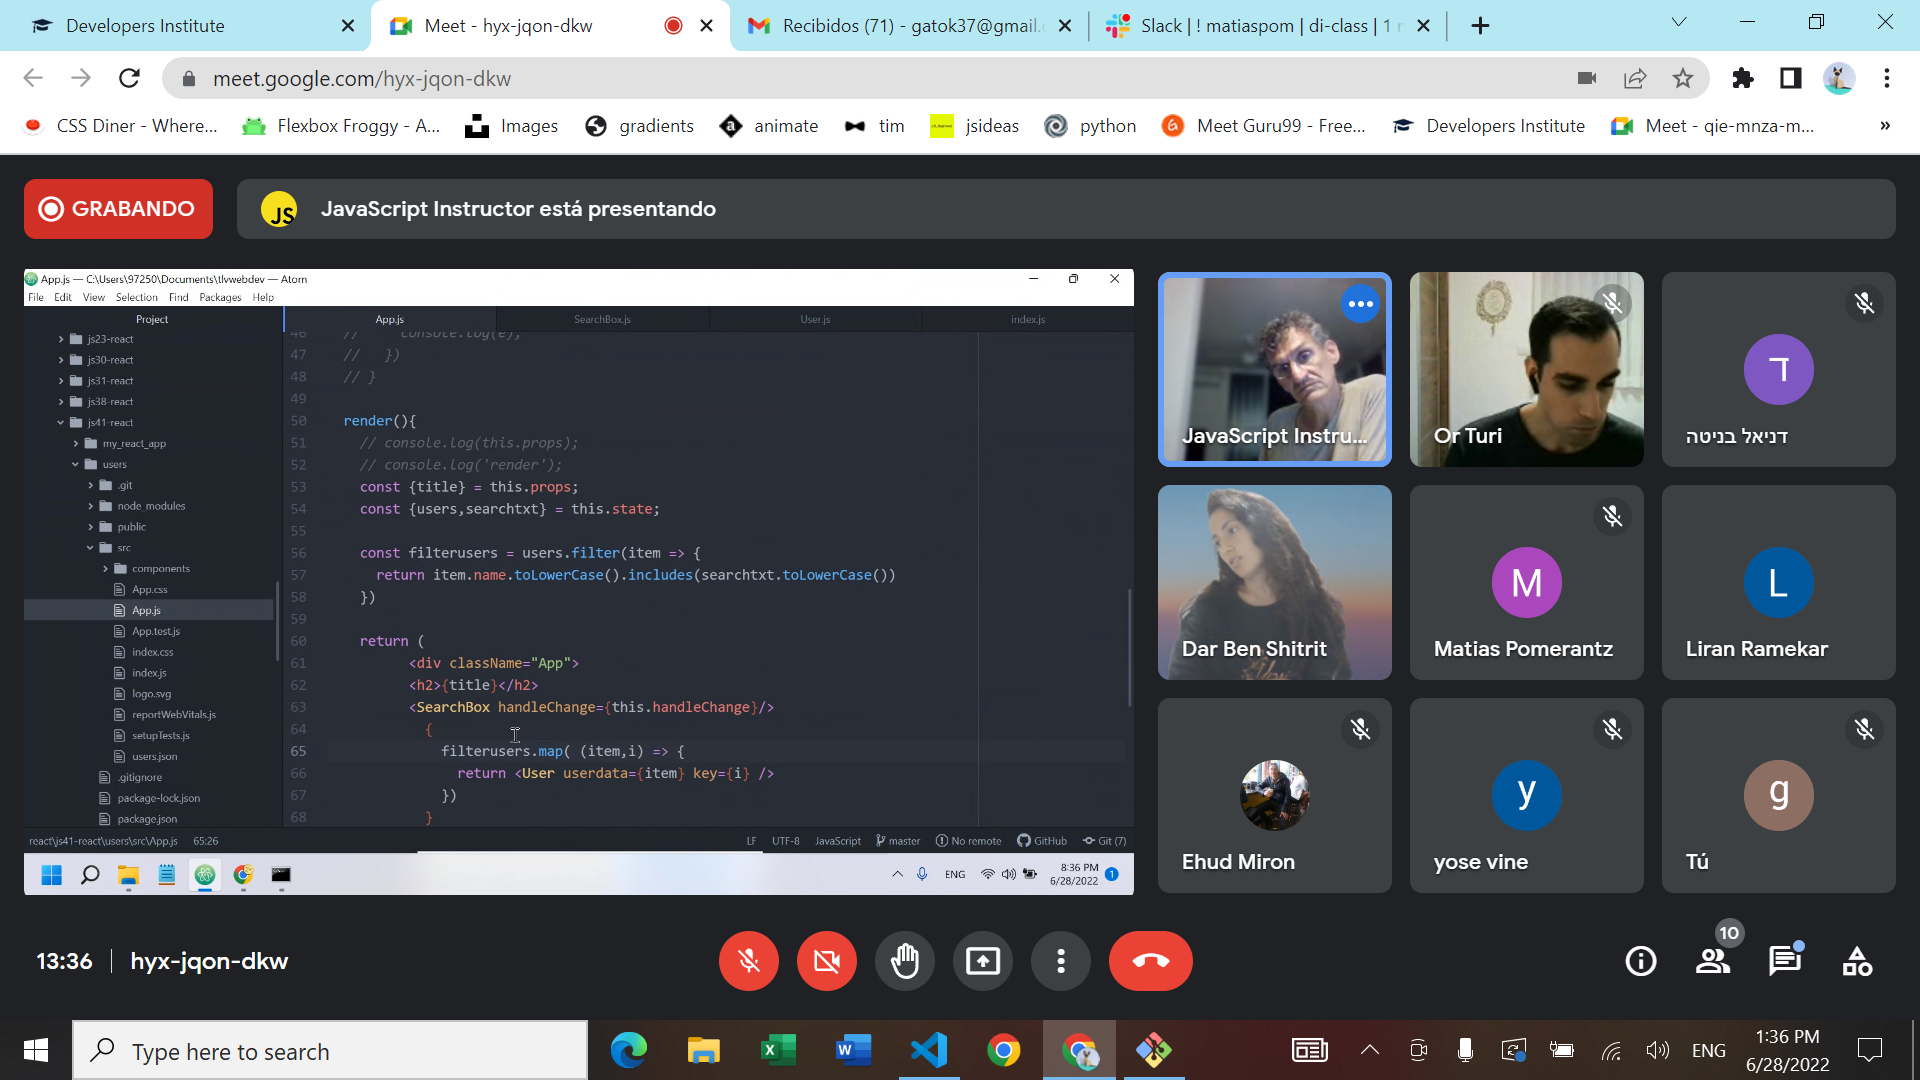 Developers Institute
Meet - hyx-jqon-dkw
Recibidos (71) - gatok37@gmail.
Slack | ! matiaspom | di-class | 1
meet.google.com/hyx-jqon-dkw
CSS Diner - Where...
Flexbox Froggy - A...
Images
gradients
animate
tim
jsideas
python
Meet Guru99 - Free...
Developers Institute
Meet - qie-mnza-m...
»
GRABANDO
JS
JavaScript Instructor está presentando
App.js — C:\Users\97250\Documents\tlvwebdev — Atom
File Edit View Selection Find Packages Help
Project
js23-react
js30-react
js31-react
js38-react
js41-react
my_react_app
users
.git
node_modules
public
src
components
App.css
App.js
App.test.js
index.css
index.js
logo.svg
reportWebVitals.js
setupTests.js
users.json
.gitignore
package-lock.json
package.json
App.js
SearchBox.js
User.js
index.js
46 // console.log(e);
47 // })
48 // }
49
50 render(){
51 // console.log(this.props);
52 // console.log('render');
53 const {title} = this.props;
54 const {users,searchtxt} = this.state;
55
56 const filterusers = users.filter(item => {
57 return item.name.toLowerCase().includes(searchtxt.toLowerCase())
58 })
59
60 return (
61 <div className="App">
62 <h2>{title}</h2>
63 <SearchBox handleChange={this.handleChange}/>
64 {
65 filterusers.map( (item,i) => {
66 return <User userdata={item} key={i} />
67 })
68 }
react\js41-react\users\src\App.js 65:26
LF UTF-8 JavaScript master No remote GitHub Git (7)
ENG
8:36 PM
6/28/2022
1
JavaScript Instru...
Or Turi
ד
דניאל בניטה
Dar Ben Shitrit
M
Matias Pomerantz
L
Liran Ramekar
Ehud Miron
y
yose vine
g
Tú
13:36
hyx-jqon-dkw
10
Type here to search
ENG
1:36 PM
6/28/2022